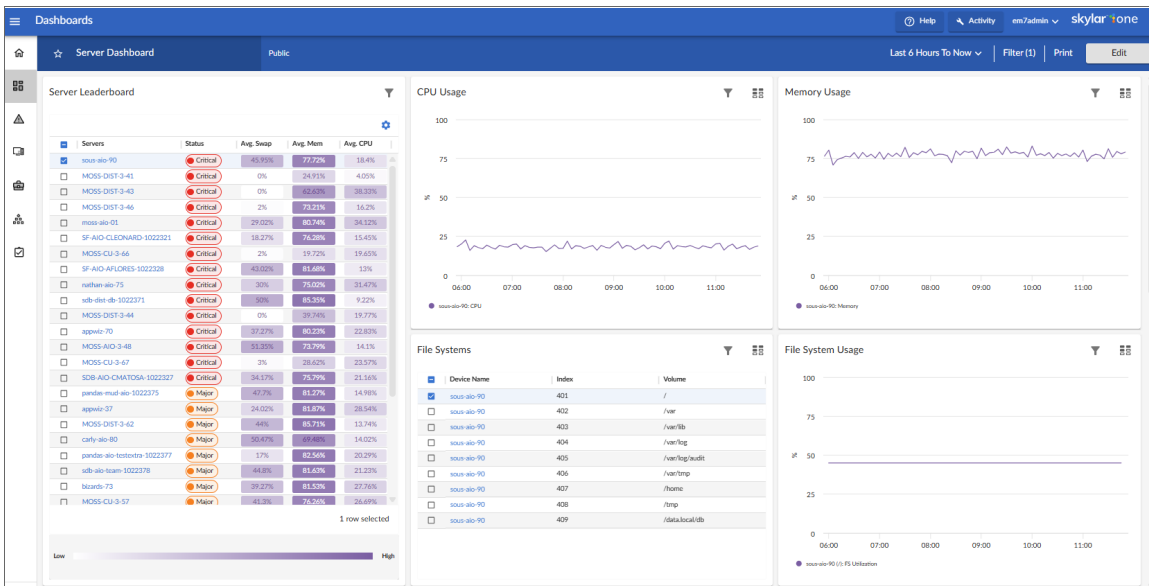 Dashboards
Help
Activity
em7admin
skylar one
Server Dashboard
Public
Last 6 Hours To Now
Filter (1)
Print
Edit
Server Leaderboard
Servers Status Avg. Swap Avg. Mem Avg. CPU
sous-aio-90 Critical 45.95% 77.72% 18.4%
MOSS-DIST-3-41 Critical 0% 24.91% 4.05%
MOSS-DIST-3-43 Critical 0% 62.63% 38.33%
MOSS-DIST-3-46 Critical 2% 73.21% 16.2%
moss-aio-01 Critical 29.02% 80.74% 34.12%
SF-AIO-CLEONARD-1022321 Critical 18.27% 76.28% 15.45%
MOSS-CU-3-66 Critical 2% 19.72% 19.65%
SF-AIO-AFLORES-1022328 Critical 43.02% 81.68% 13%
nathan-aio-75 Critical 30% 75.02% 31.47%
sdb-dist-db-1022371 Critical 50% 85.35% 9.22%
MOSS-DIST-3-44 Critical 0% 39.74% 19.77%
appwiz-70 Critical 37.27% 80.23% 22.83%
MOSS-AIO-3-48 Critical 51.35% 73.79% 14.1%
MOSS-CU-3-67 Critical 3% 28.62% 23.57%
SDB-AIO-CMATOSA-1022327 Critical 34.17% 75.79% 21.16%
pandas-mud-aio-1022375 Major 47.7% 81.27% 14.98%
appwiz-37 Major 24.02% 81.87% 28.54%
MOSS-DIST-3-62 Major 44% 85.71% 13.74%
carly-aio-80 Major 50.47% 69.48% 14.02%
pandas-aio-testextra-1022377 Major 17% 82.56% 20.29%
sdb-aio-team-1022378 Major 44.8% 81.63% 21.23%
bizards-73 Major 39.27% 81.53% 27.76%
MOSS-CU-3-57 Major 41.3% 76.26% 26.69%
1 row selected
Low
High
CPU Usage
100
75
%
50
25
0
06:00 07:00 08:00 09:00 10:00 11:00
sous-aio-90: CPU
Memory Usage
100
75
%
50
25
0
06:00 07:00 08:00 09:00 10:00 11:00
sous-aio-90: Memory
File Systems
Device Name Index Volume
sous-aio-90 401 /
sous-aio-90 402 /var
sous-aio-90 403 /var/lib
sous-aio-90 404 /var/log
sous-aio-90 405 /var/log/audit
sous-aio-90 406 /var/tmp
sous-aio-90 407 /home
sous-aio-90 408 /tmp
sous-aio-90 409 /data.local/db
File System Usage
100
75
%
50
25
0
06:00 07:00 08:00 09:00 10:00 11:00
sous-aio-90 (/): FS Utilization